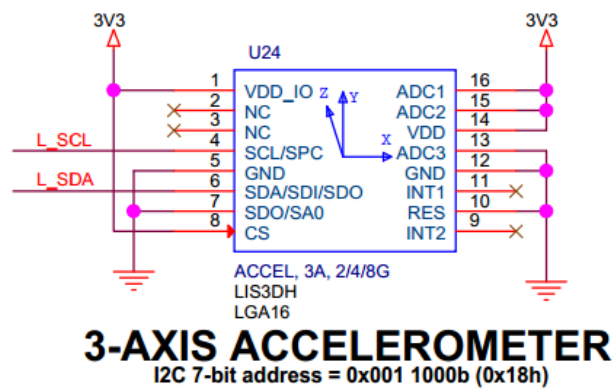 3V3
3V3
U24
1 VDD_IO
2 NC
3 NC
L_SCL 4 SCL/SPC
5 GND
L_SDA 6 SDA/SDI/SDO
7 SDO/SA0
8 CS
Z Y X
ADC1 16
ADC2 15
VDD 14
ADC3 13
GND 12
INT1 11
RES 10
INT2 9
ACCEL, 3A, 2/4/8G
LIS3DH
LGA16
3-AXIS ACCELEROMETER
I2C 7-bit address = 0x001 1000b (0x18h)